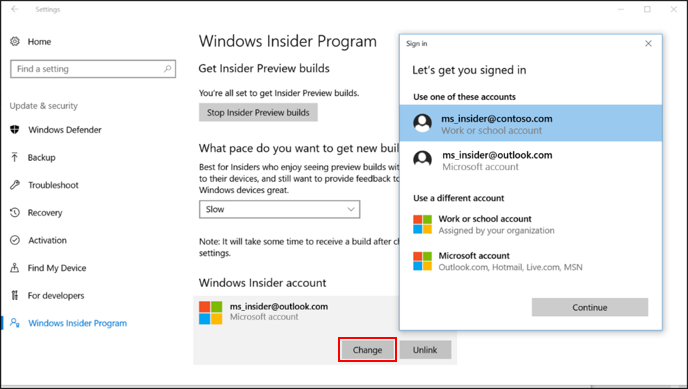 Settings
Home
Find a setting
Update & security
Windows Defender
Backup
Troubleshoot
Recovery
Activation
Find My Device
For developers
Windows Insider Program
Windows Insider Program
Get Insider Preview builds
You're all set to get Insider Preview builds.
Stop Insider Preview builds
What pace do you want to get new buil
Best for Insiders who enjoy seeing preview builds wit
to their devices, and still want to provide feedback to
Windows devices great.
Slow
Note: It will take some time to receive a build after ch
settings.
Windows Insider account
ms_insider@outlook.com
Microsoft account
Change
Unlink
Sign in
Let's get you signed in
Use one of these accounts
ms_insider@contoso.com
Work or school account
ms_insider@outlook.com
Microsoft account
Use a different account
Work or school account
Assigned by your organization
Microsoft account
Outlook.com, Hotmail, Live.com, MSN
Continue